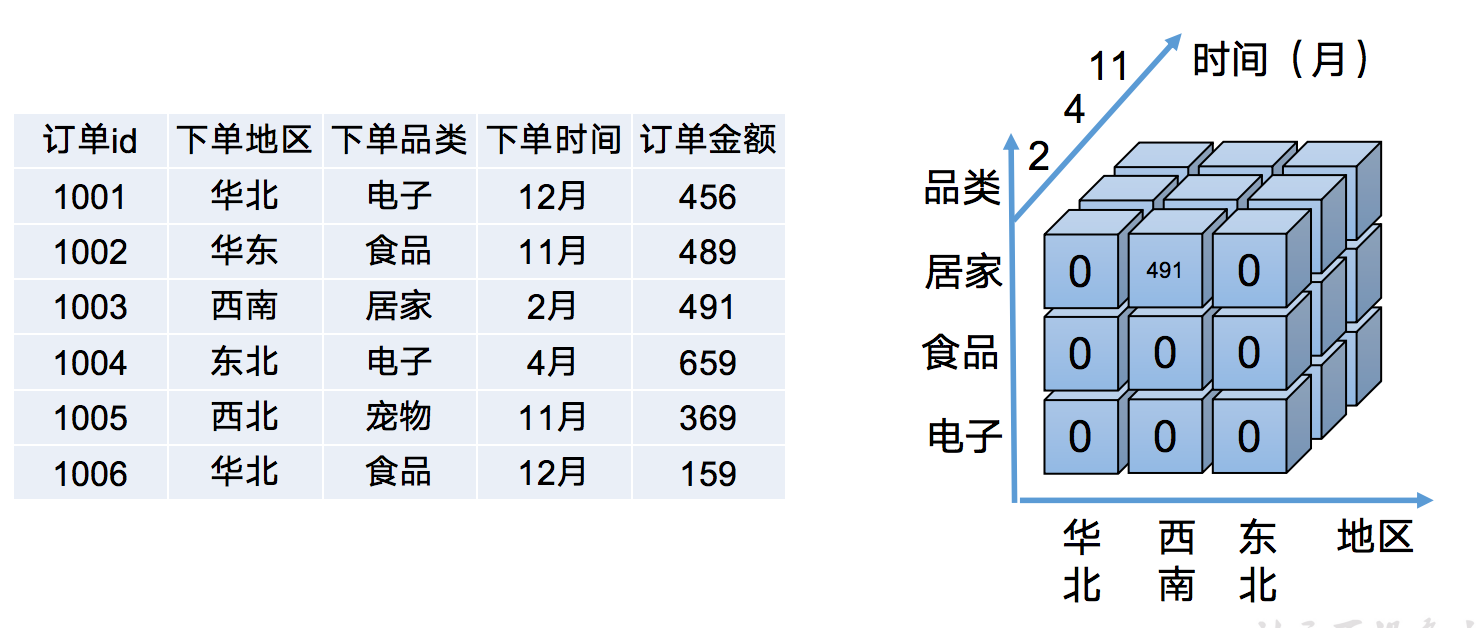 订单id 下单地区 下单品类 下单时间 订单金额
1001 华北 电子 12月 456
1002 华东 食品 11月 489
1003 西南 居家 2月 491
1004 东北 电子 4月 659
1005 西北 宠物 11月 369
1006 华北 食品 12月 159
时间（月）
11
4
2
品类
居家 0 491 0
食品 0 0 0
电子 0 0 0
华北 西南 东北 地区